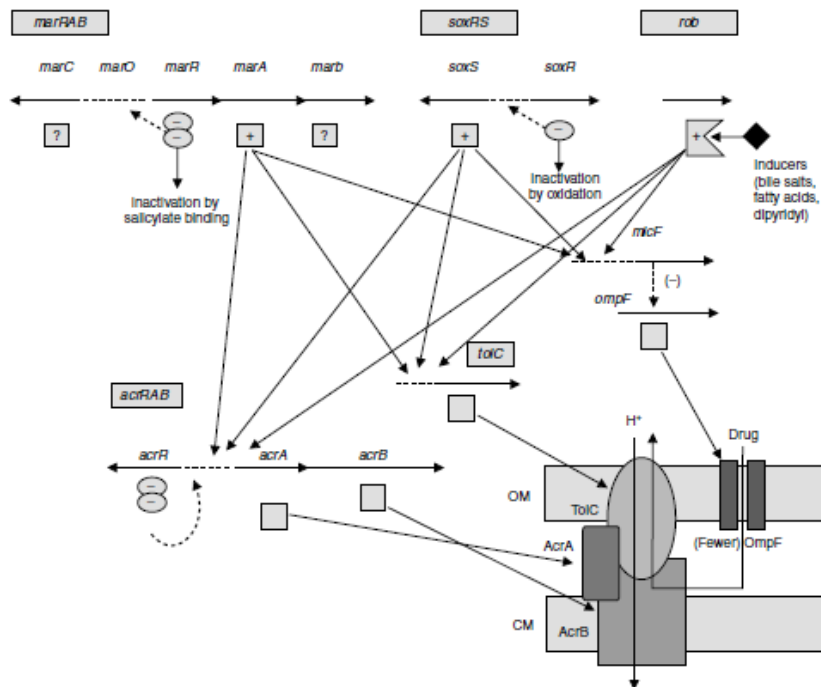 marRAB
soxRS
rob
marC
marO
marR
marA
marb
soxS
soxR
?
–
–
+
?
+
–
+
Inactivation by
salicylate binding
Inactivation
by oxidation
Inducers
(bile salts,
fatty acids,
dipyridyl)
micF
(–)
ompF
tolC
acrRAB
acrR
acrA
acrB
–
–
H+
Drug
OM
TolC
AcrA
(Fewer) OmpF
CM
AcrB